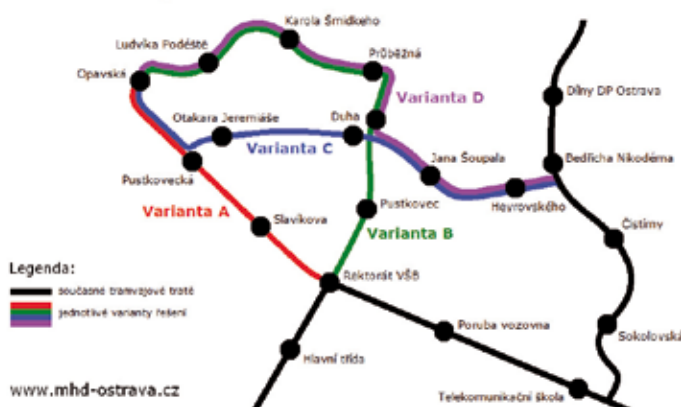 Karola Šmidkeho
Ludvíka Podéště
Průběžná
Opavská
Varianta D
Dílny DP Ostrava
Otakara Jeremiáše
Duha
Varianta C
Jana Šoupala
Bedřicha Nikodéma
Pustkovecká
Heyrovského
Varianta A
Slavíkova
Pustkovec
Varianta B
Čistírny
Legenda:
současné tramvajové tratě
jednotlivé varianty řešení
Rektorát VŠB
Poruba vozovna
Sokolovská
Hlavní třída
www.mhd-ostrava.cz
Telekomunikační škola